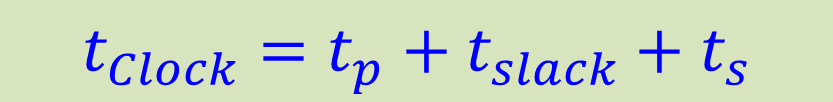 t_Clock = t_p + t_slack + t_s